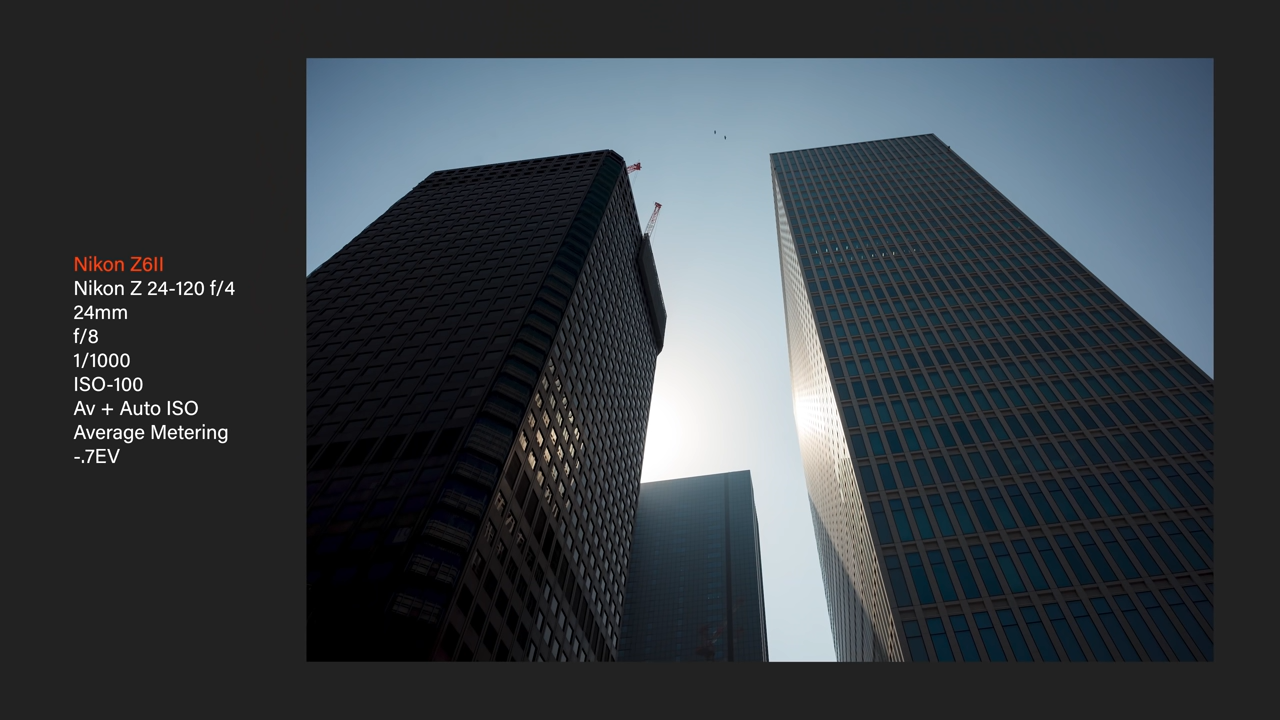 Nikon Z6II
Nikon Z 24-120 f/4
24mm
f/8
1/1000
ISO-100
Av + Auto ISO
Average Metering
-.7EV